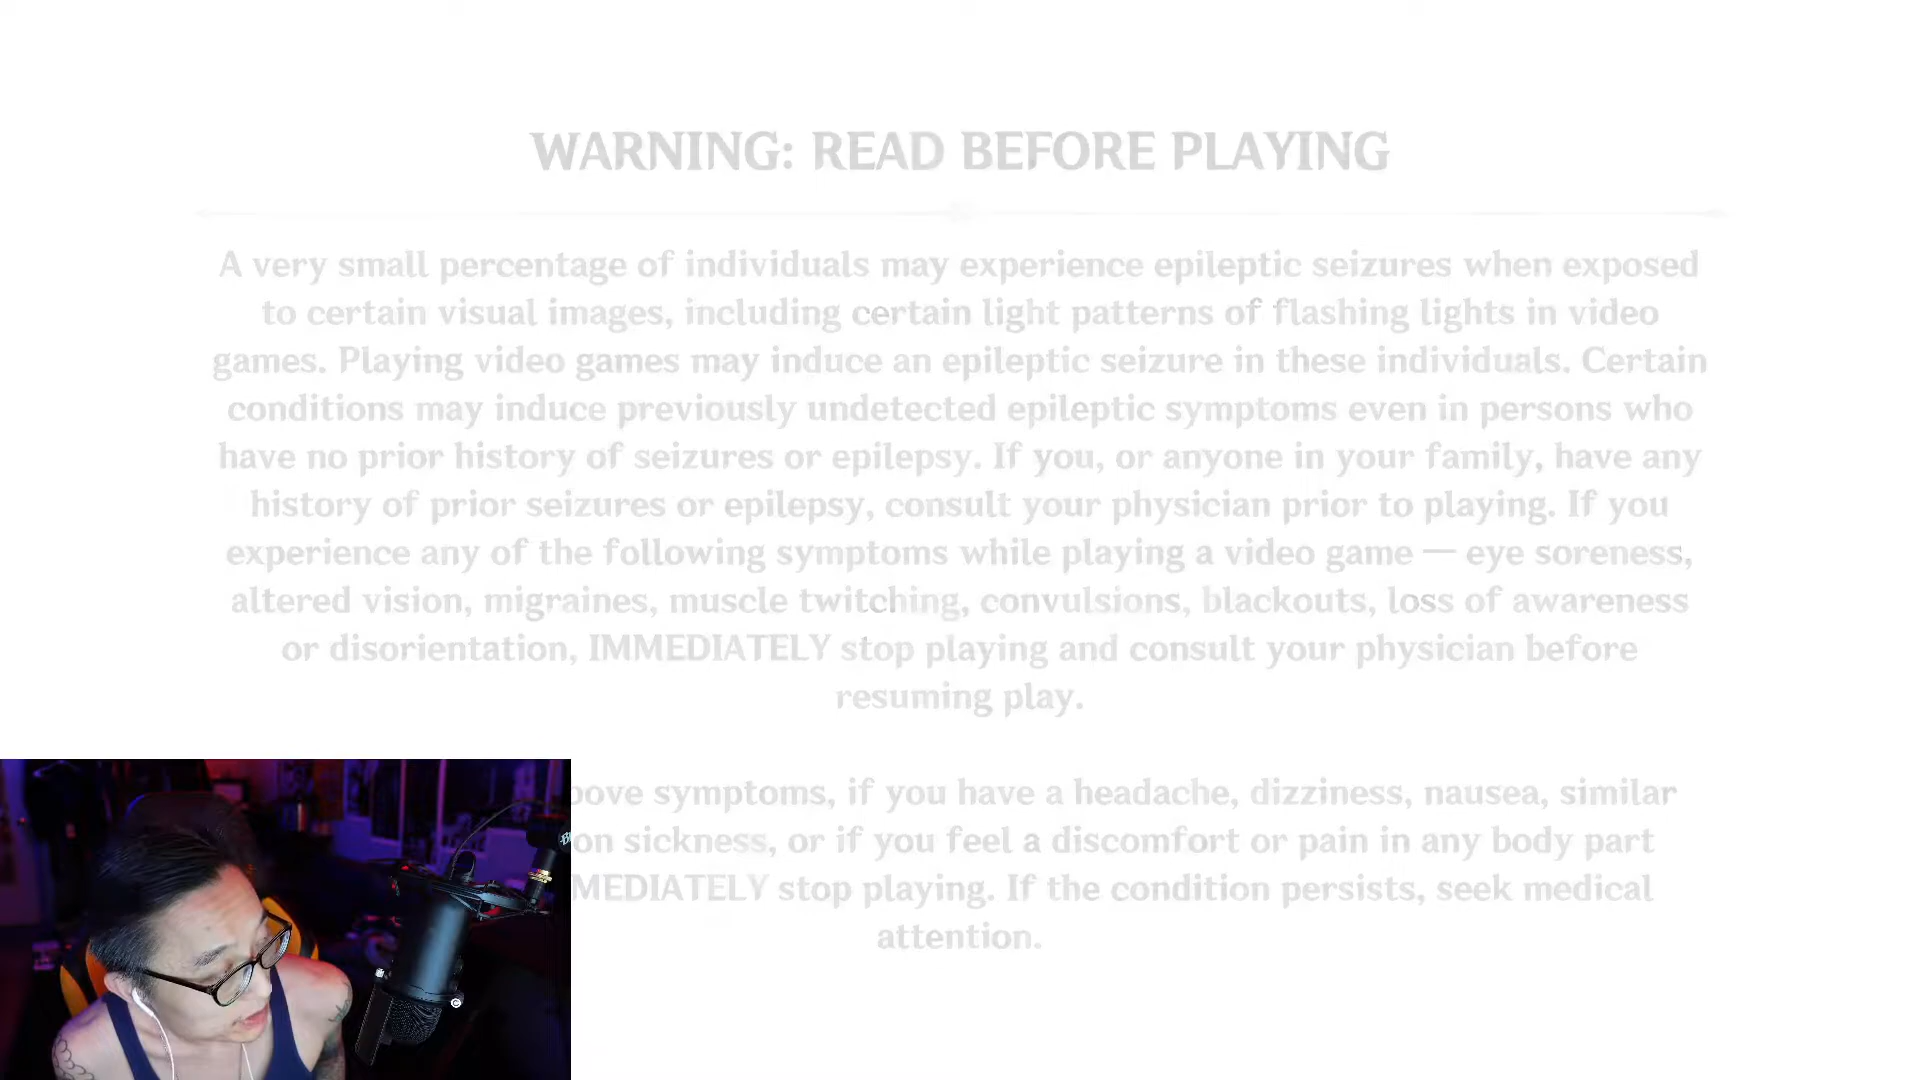 WARNING: READ BEFORE PLAYING
A very small percentage of individuals may experience epileptic seizures when exposed
to certain visual images, including certain light patterns of flashing lights in video
games. Playing video games may induce an epileptic seizure in these individuals. Certain
conditions may induce previously undetected epileptic symptoms even in persons who
have no prior history of seizures or epilepsy. If you, or anyone in your family, have any
history of prior seizures or epilepsy, consult your physician prior to playing. If you
experience any of the following symptoms while playing a video game — eye soreness,
altered vision, migraines, muscle twitching, convulsions, blackouts, loss of awareness
or disorientation, IMMEDIATELY stop playing and consult your physician before
resuming play.
symptoms, if you have a headache, dizziness, nausea, similar
sickness, or if you feel a discomfort or pain in any body part
stop playing. If the condition persists, seek medical
attention.